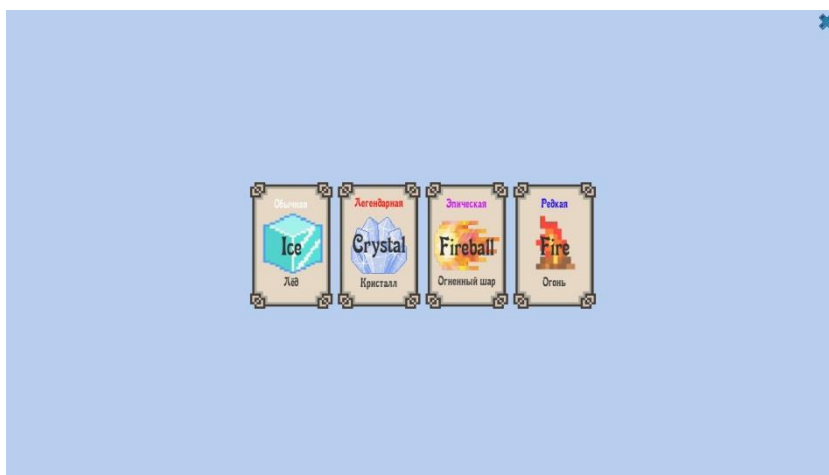 Обычная
Ice
Лёд
Легендарная
Crystal
Кристалл
Эпическая
Fireball
Огненный шар
Редкая
Fire
Огонь